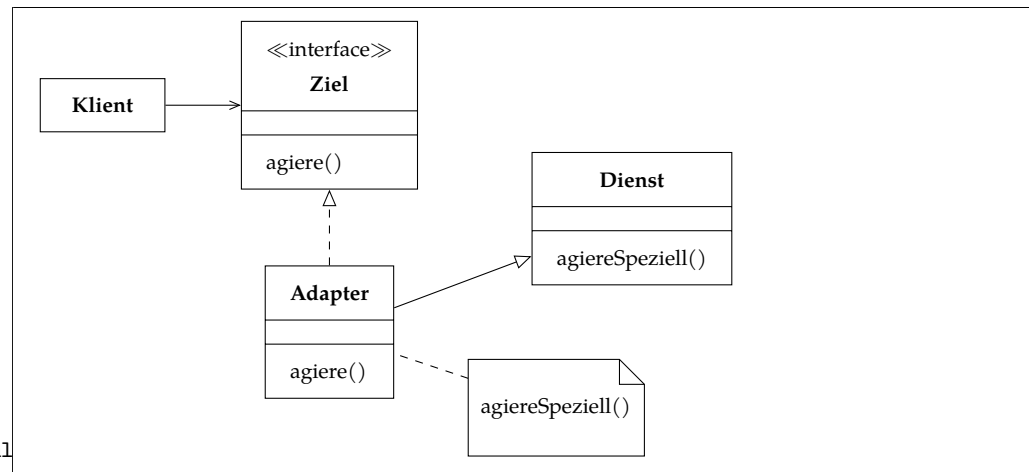 ≪interface≫
Ziel
Klient
agiere()
Dienst
agiereSpeziell()
Adapter
agiere()
agiereSpeziell()